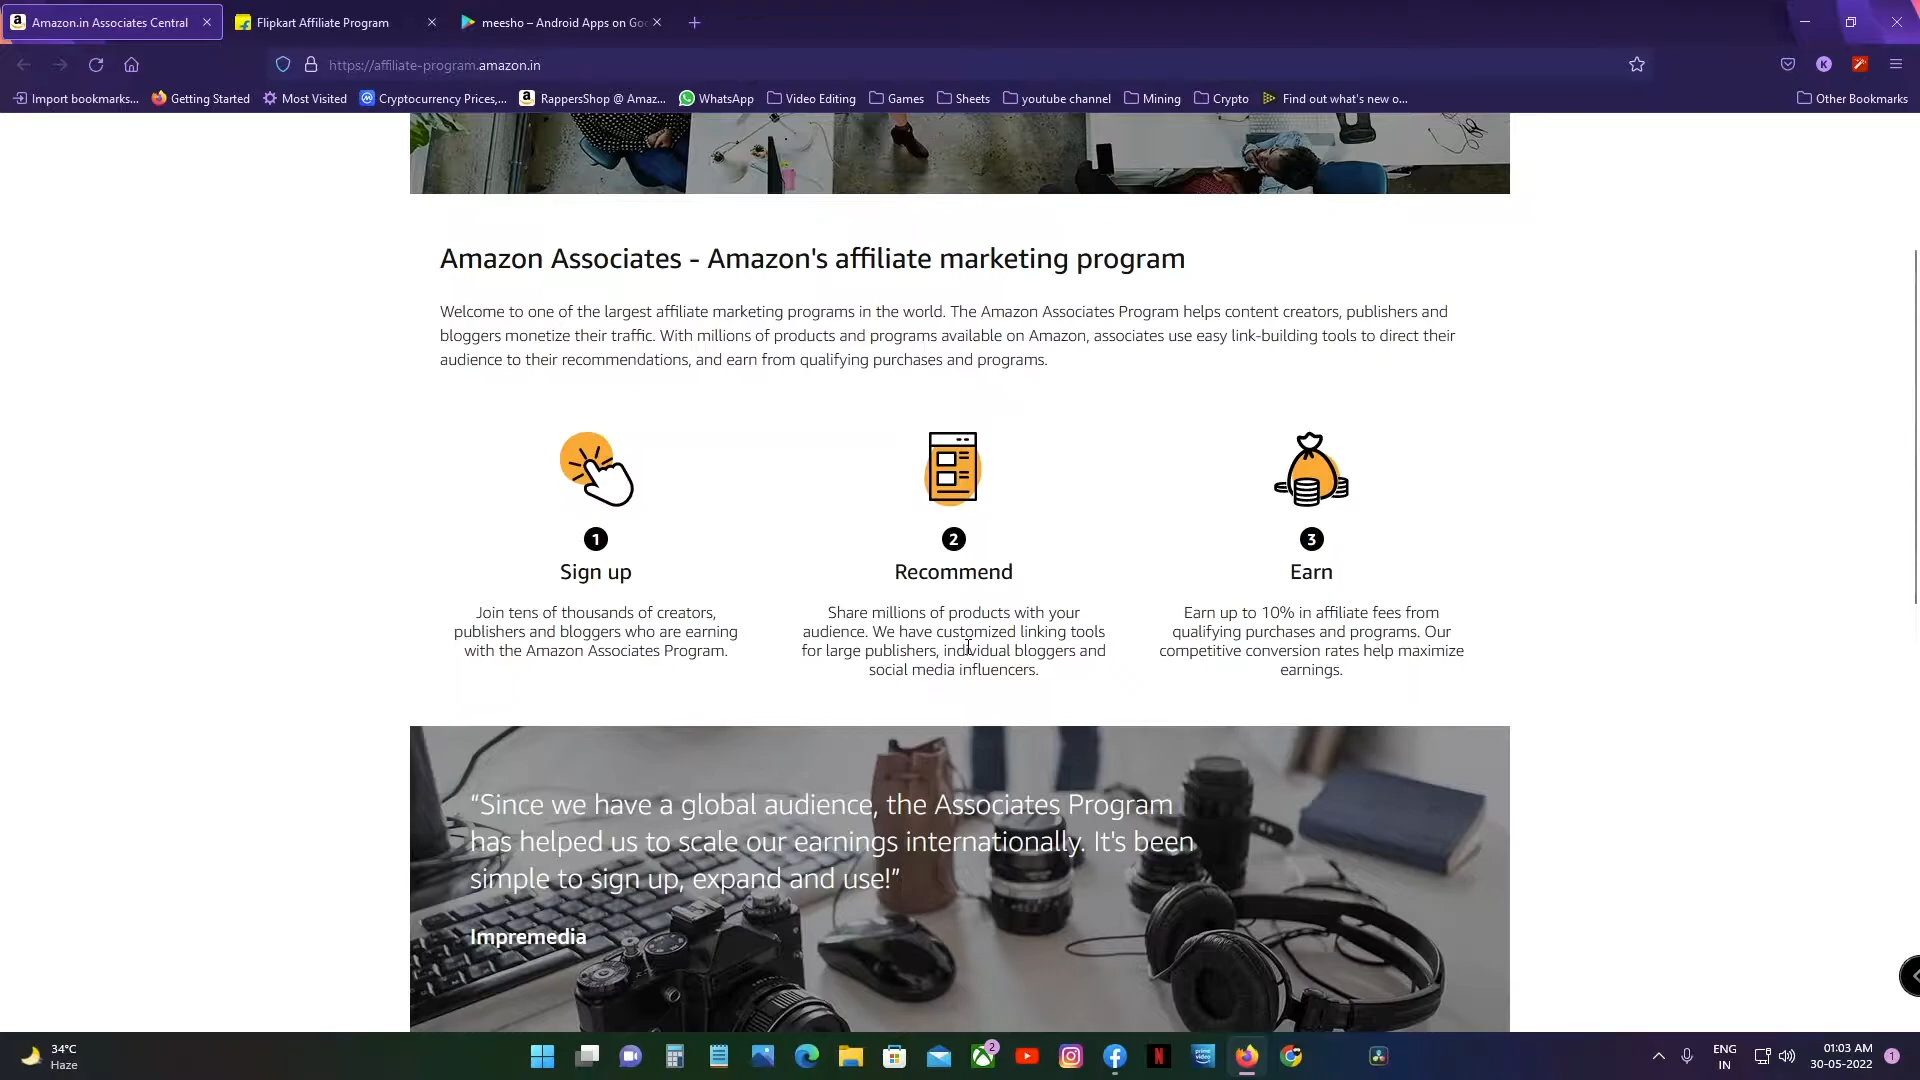 Amazon.in Associates Central
Flipkart Affiliate Program
meesho – Android Apps on Go
https://affiliate-program.amazon.in
K
Import bookmarks...
Getting Started
Most Visited
Cryptocurrency Prices,...
RappersShop @ Amaz...
WhatsApp
Video Editing
Games
Sheets
youtube channel
Mining
Crypto
Find out what's new o...
Other Bookmarks
Amazon Associates - Amazon's affiliate marketing program
Welcome to one of the largest affiliate marketing programs in the world. The Amazon Associates Program helps content creators, publishers and
bloggers monetize their traffic. With millions of products and programs available on Amazon, associates use easy link-building tools to direct their
audience to their recommendations, and earn from qualifying purchases and programs.
1
Sign up
Join tens of thousands of creators,
publishers and bloggers who are earning
with the Amazon Associates Program.
2
Recommend
Share millions of products with your
audience. We have customized linking tools
for large publishers, individual bloggers and
social media influencers.
3
Earn
Earn up to 10% in affiliate fees from
qualifying purchases and programs. Our
competitive conversion rates help maximize
earnings.
“Since we have a global audience, the Associates Program
has helped us to scale our earnings internationally. It's been
simple to sign up, expand and use!”
Impremedia
34°C
Haze
2
N
prime video
ENG
IN
01:03 AM
30-05-2022
1